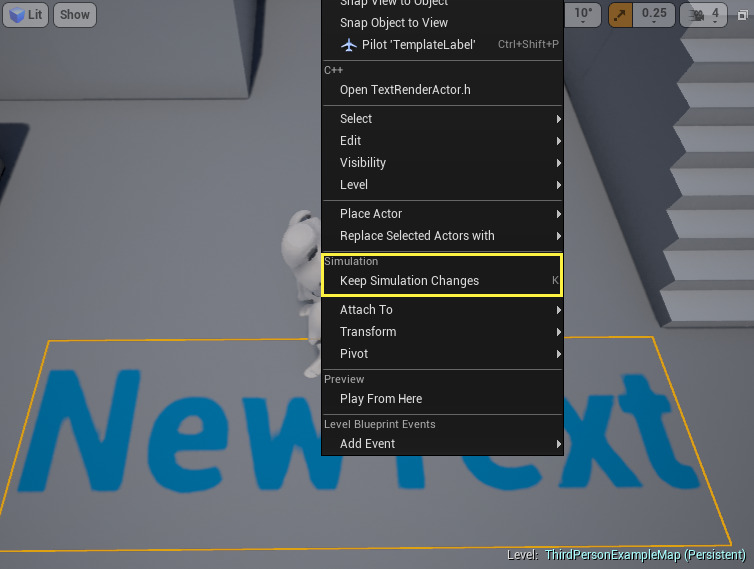 Lit
Show
10°
0.25
4
Snap View to Object
Snap Object to View
Pilot 'TemplateLabel' Ctrl+Shift+P
C++
Open TextRenderActor.h
Select
Edit
Visibility
Level
Place Actor
Replace Selected Actors with
Simulation
Keep Simulation Changes K
Attach To
Transform
Pivot
Preview
Play From Here
Level Blueprint Events
Add Event
New Text
Level: ThirdPersonExampleMap (Persistent)